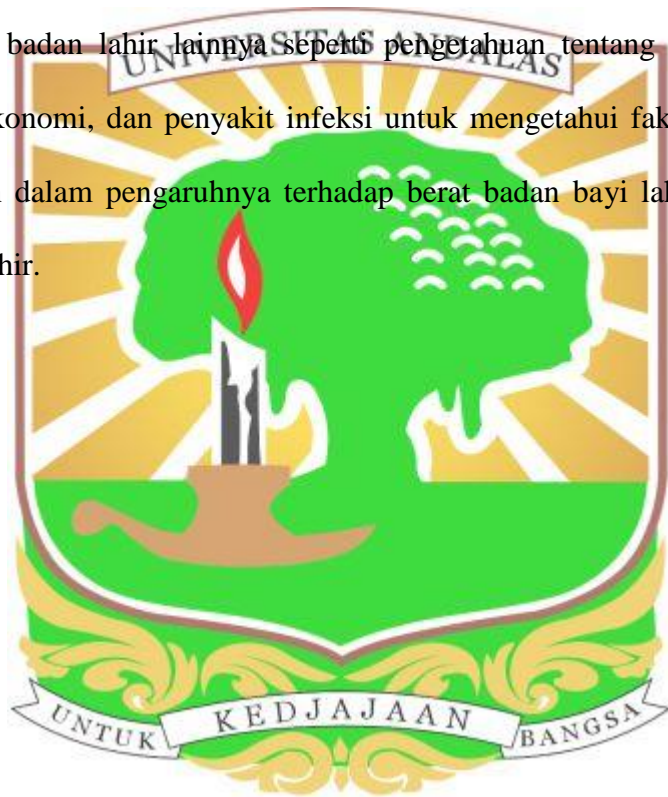 badan lahir lainnya seperti pengetahuan tentang
UNIVERSITAS ANDALAS
konomi, dan penyakit infeksi untuk mengetahui fak
dalam pengaruhnya terhadap berat badan bayi lah
hir.
UNTUK KEDJAJAAN BANGSA